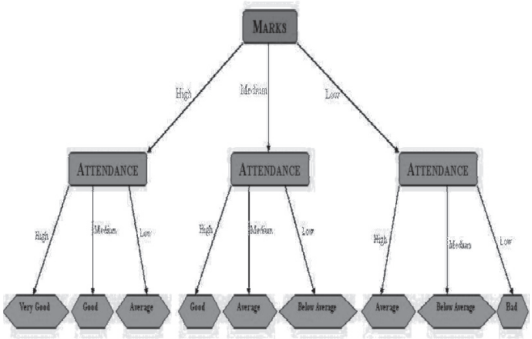 MARKS
High Medium Low
ATTENDANCE ATTENDANCE ATTENDANCE
High Medium Low High Medium Low High Medium Low
Very Good Good Average Good Average Below Average Average Below Average Bad